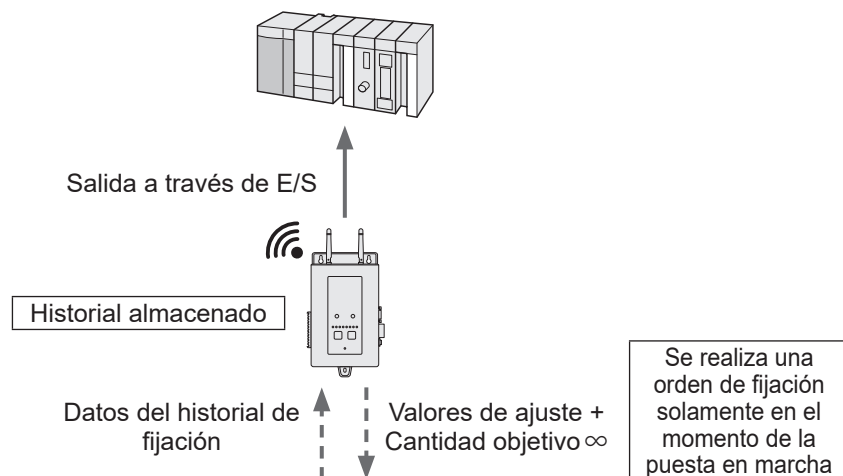 Salida a través de E/S
Historial almacenado
Datos del historial de
fijación
Valores de ajuste +
Cantidad objetivo ∞
Se realiza una
orden de fijación
solamente en el
momento de la
puesta en marcha